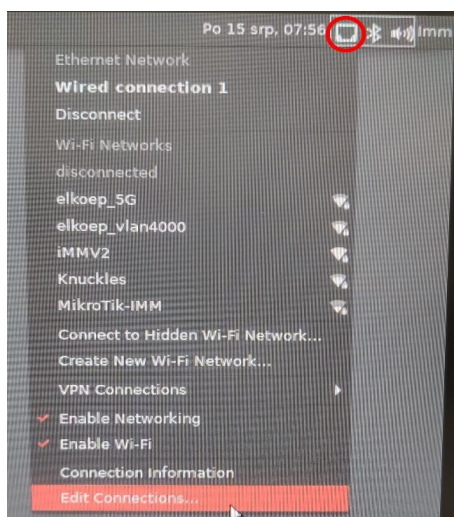 Po 15 srp, 07:56 Imm
Ethernet Network
Wired connection 1
Disconnect
Wi-Fi Networks
disconnected
elkoep_5G
elkoep_vlan4000
iMMV2
Knuckles
MikroTik-IMM
Connect to Hidden Wi-Fi Network...
Create New Wi-Fi Network...
VPN Connections
Enable Networking
Enable Wi-Fi
Connection Information
Edit Connections...